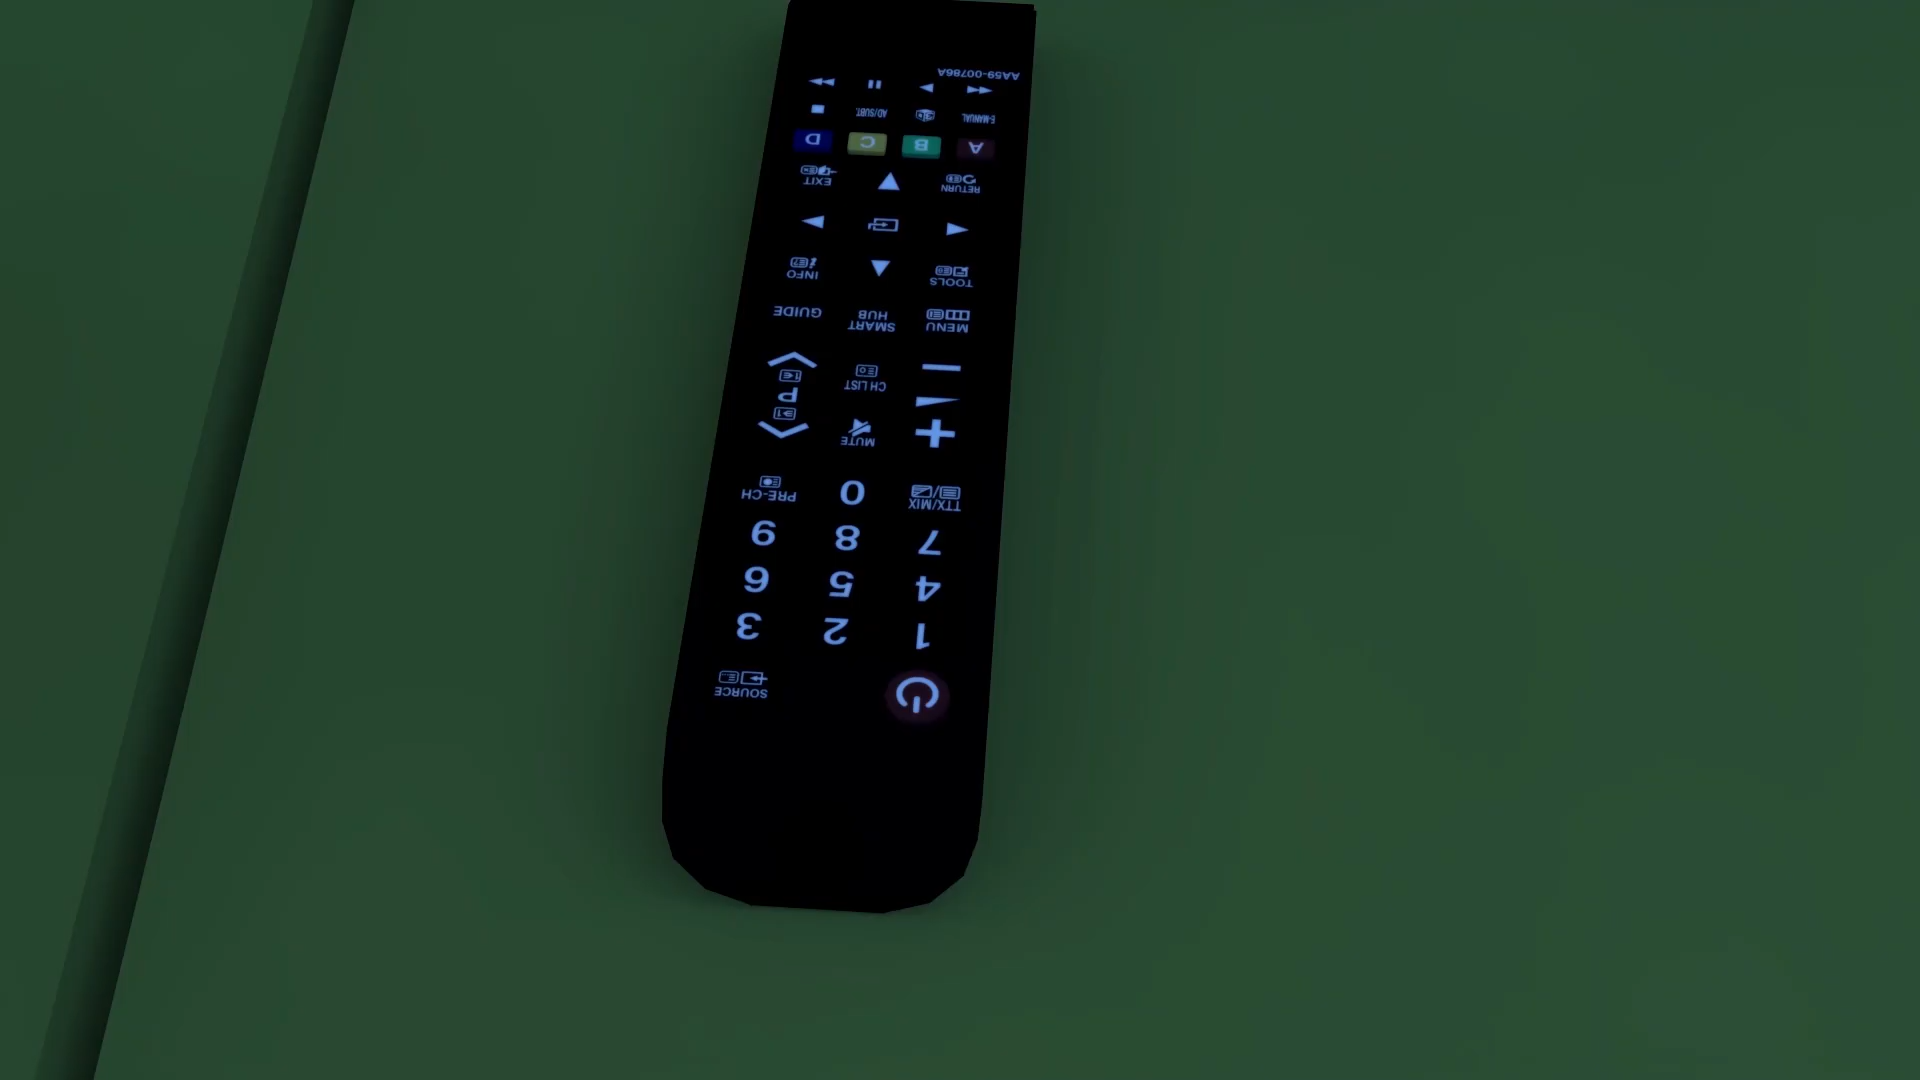 SOURCE
1 2 3
4 5 6
7 8 9
TTX/MIX 0 PRE-CH
MUTE
P
CH LIST
MENU SMART HUB GUIDE
TOOLS INFO
RETURN EXIT
A B C D
E-MANUAL AD/SUBT.
AA59-00786A